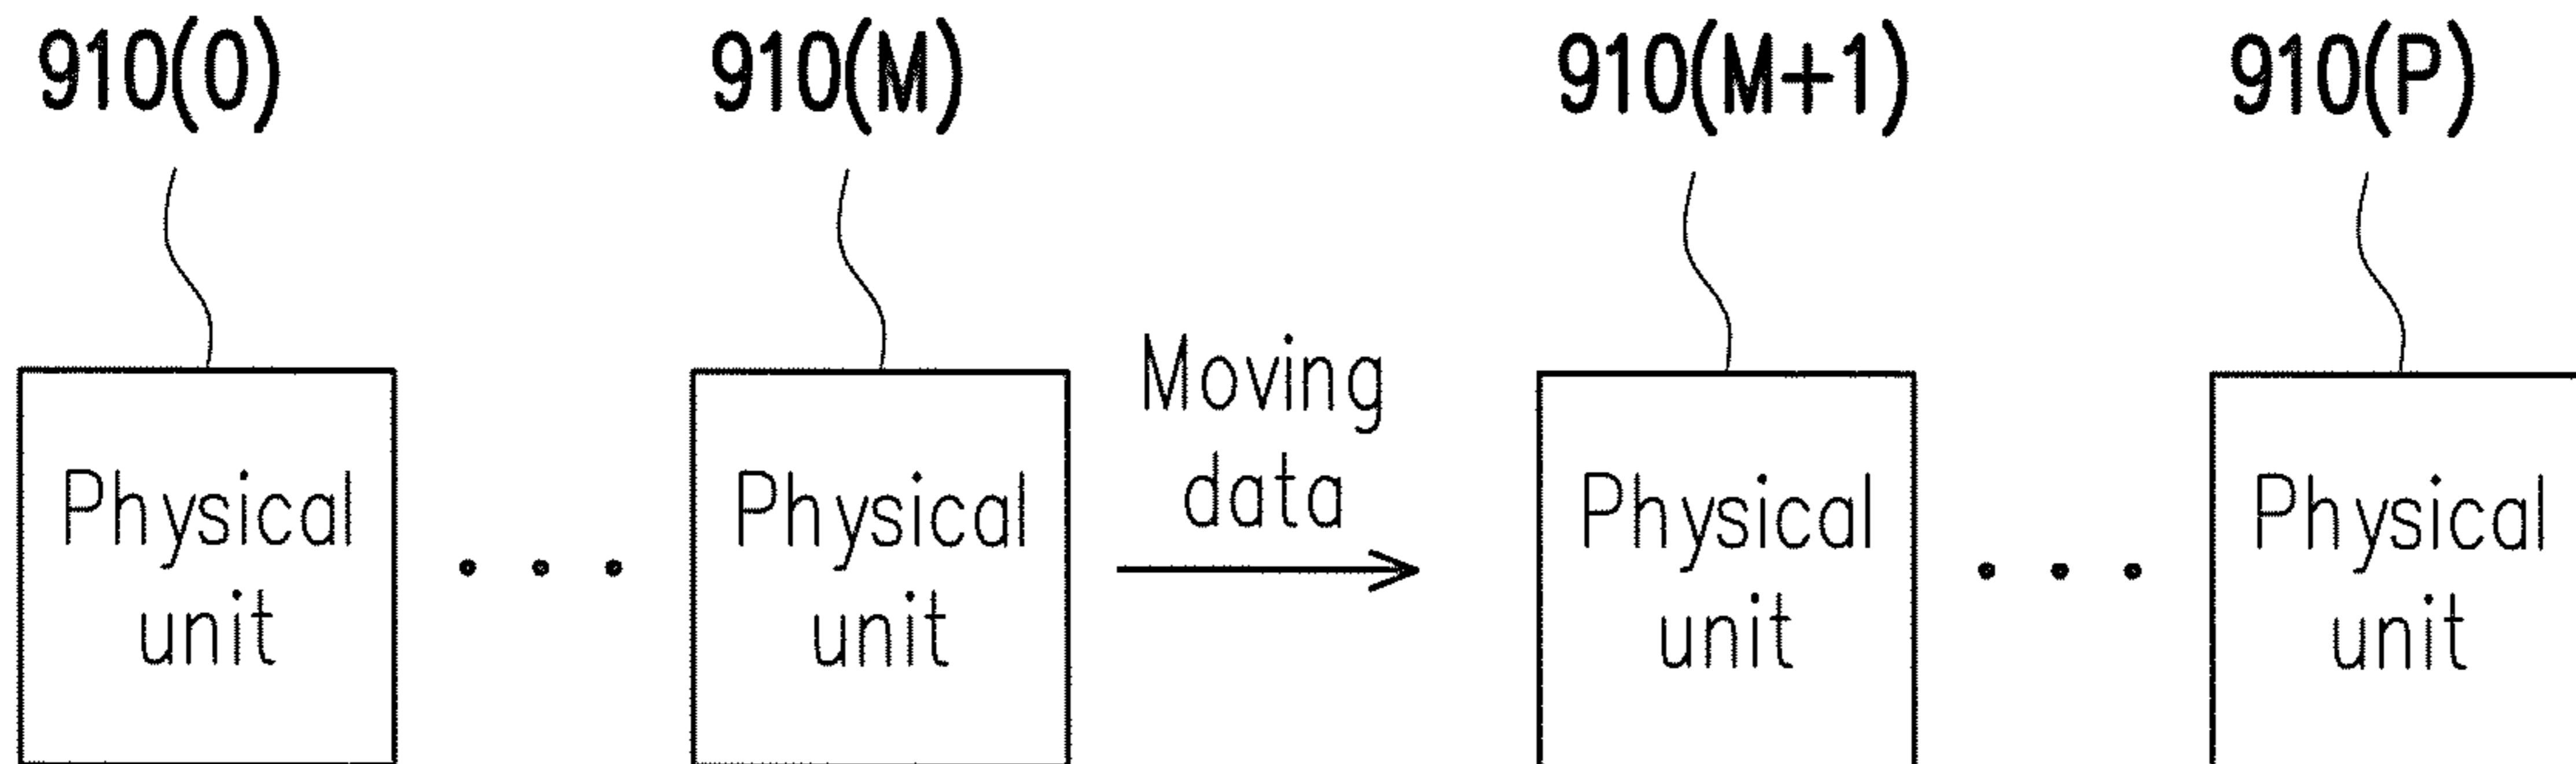 910(0)
910(M)
910(M+1)
910(P)
Physical
unit
Physical
unit
Moving
data
Physical
unit
Physical
unit